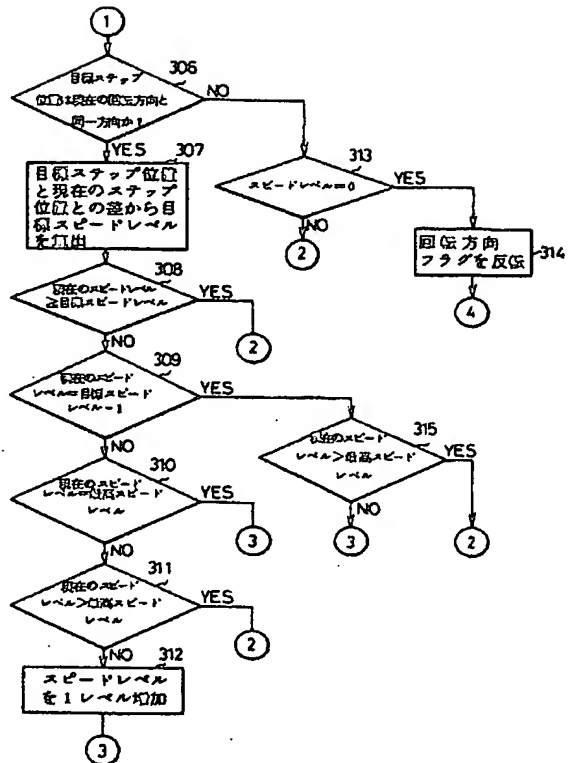 1
目標ステップ
位置は現在の回転方向と
同一方向か?
306
NO
YES
307
目標ステップ位置
と現在のステップ
位置との差から目
標スピードレベル
を算出
313
スピードレベル=0
YES
NO
2
回転方向
フラグを反転
314
4
308
現在のスピードレベル
≧目標スピードレベル
YES
2
NO
309
現在のスピード
レベル=目標スピード
レベル-1
YES
NO
315
現在のスピード
レベル>最高スピード
レベル
YES
NO
3
2
310
現在のスピード
レベル=最高スピード
レベル
YES
3
NO
311
現在のスピード
レベル>最高スピード
レベル
YES
2
NO
312
スピードレベル
を1レベル増加
3